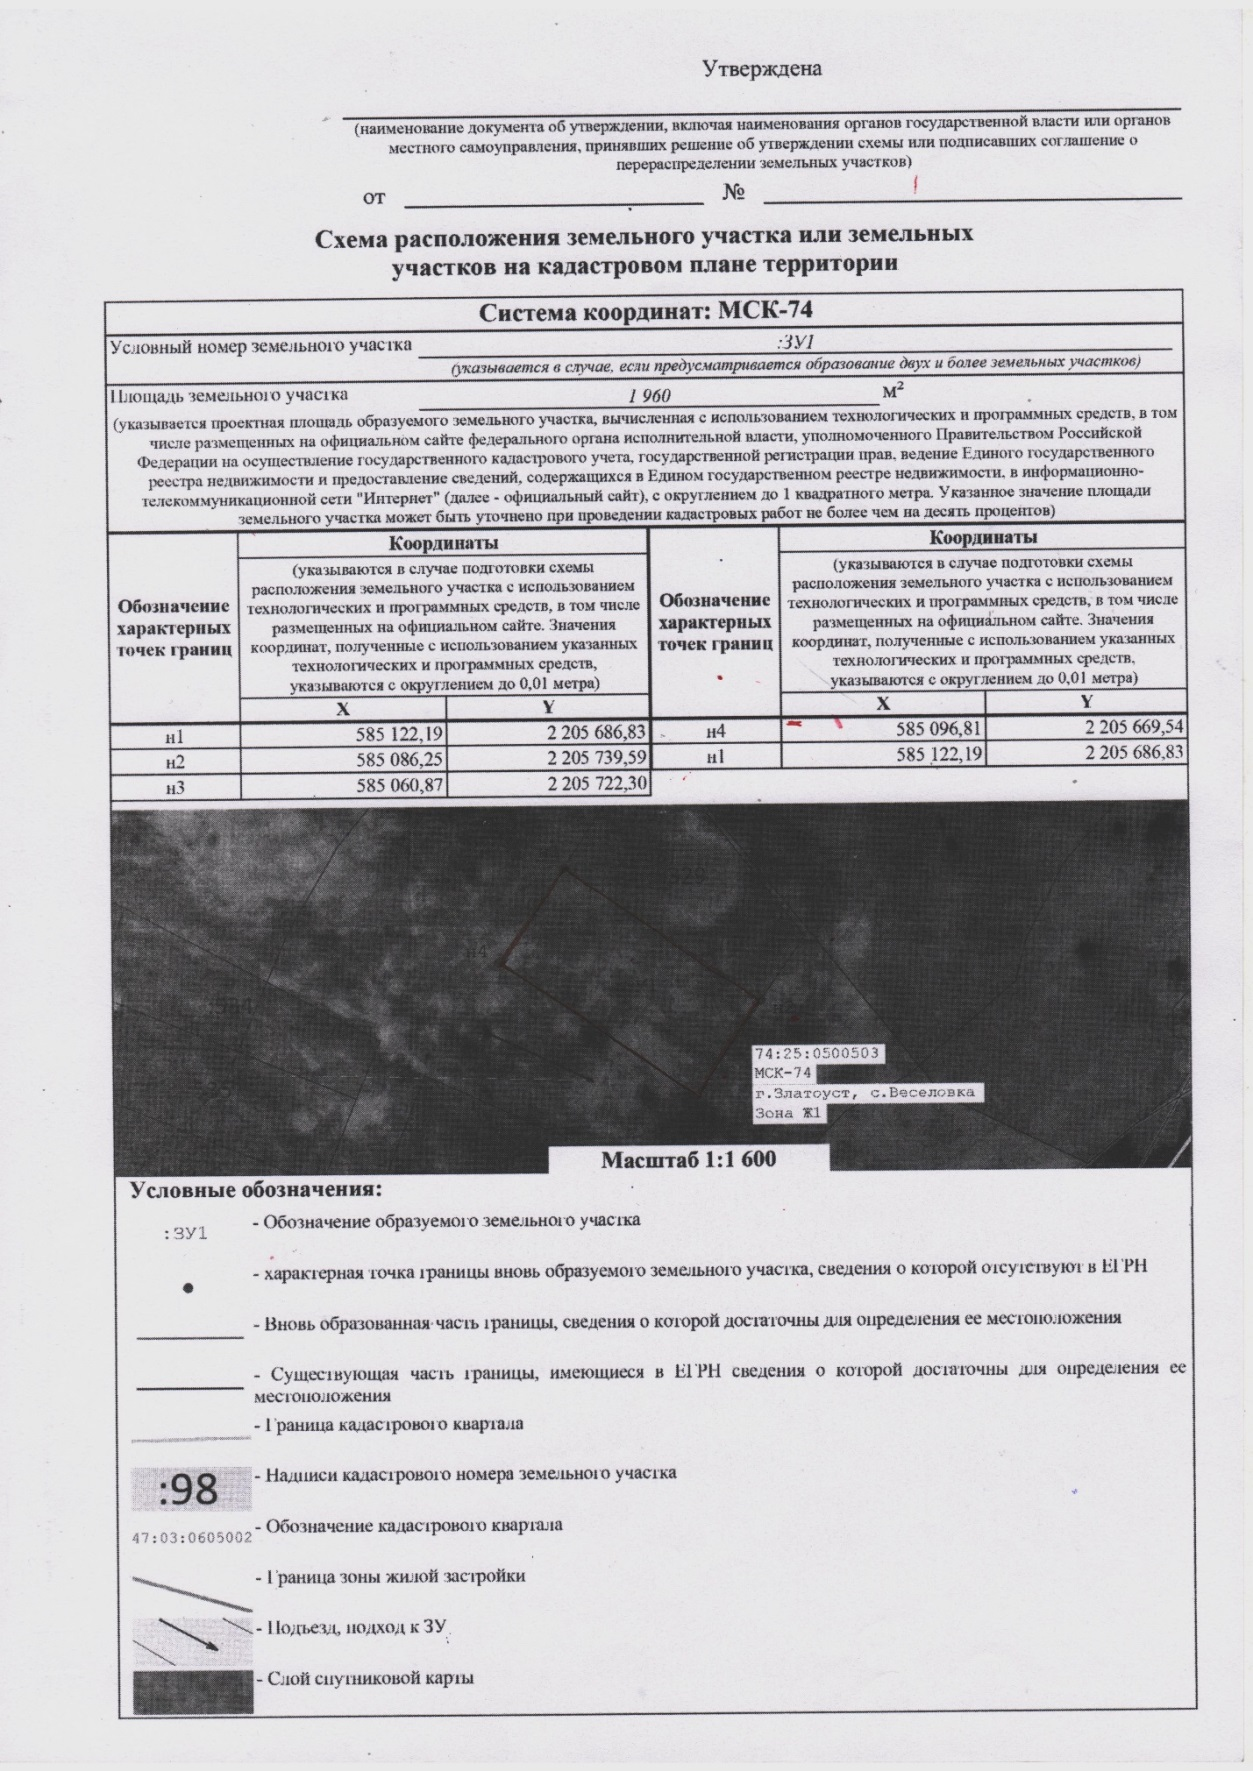 Утверждена
(наименование документа об утверждении, включая наименования органов государственной власти или органов
местного самоуправления, принявших решение об утверждении схемы или подписавших соглашение о
перераспределении земельных участков)
от № 
Схема расположения земельного участка или земельных
участков на кадастровом плане территории
Система координат: МСК-74
Условный номер земельного участка :ЗУ1
(указывается в случае, если предусматривается образование двух и более земельных участков)
Площадь земельного участка 1 960 м²
(указывается проектная площадь образуемого земельного участка, вычисленная с использованием технологических и программных средств, в том
числе размещенных на официальном сайте федерального органа исполнительной власти, уполномоченного Правительством Российской
Федерации на осуществление государственного кадастрового учета, государственной регистрации прав, ведение Единого государственного
реестра недвижимости и предоставление сведений, содержащихся в Едином государственном реестре недвижимости, в информационно-
телекоммуникационной сети "Интернет" (далее - официальный сайт), с округлением до 1 квадратного метра. Указанное значение площади
земельного участка может быть уточнено при проведении кадастровых работ не более чем на десять процентов)
Обозначение
характерных
точек границ
Координаты
(указываются в случае подготовки схемы
расположения земельного участка с использованием
технологических и программных средств, в том числе
размещенных на официальном сайте. Значения
координат, полученные с использованием указанных
технологических и программных средств,
указываются с округлением до 0,01 метра)
X Y
Обозначение
характерных
точек границ
Координаты
(указываются в случае подготовки схемы
расположения земельного участка с использованием
технологических и программных средств, в том числе
размещенных на официальном сайте. Значения
координат, полученные с использованием указанных
технологических и программных средств,
указываются с округлением до 0,01 метра)
X Y
н1 585 122,19 2 205 686,83 н4 585 096,81 2 205 669,54
н2 585 086,25 2 205 739,59 н1 585 122,19 2 205 686,83
н3 585 060,87 2 205 722,30
н4
74:25:0500503
МСК-74
г.Златоуст, с.Веселовка
Зона Ж1
Масштаб 1:1 600
Условные обозначения:
:ЗУ1 - Обозначение образуемого земельного участка
- характерная точка границы вновь образуемого земельного участка, сведения о которой отсутствуют в ЕГРН
- Вновь образованная часть границы, сведения о которой достаточны для определения ее местоположения
- Существующая часть границы, имеющиеся в ЕГРН сведения о которой достаточны для определения ее
местоположения
- Граница кадастрового квартала
:98 - Надписи кадастрового номера земельного участка
47:03:0605002 - Обозначение кадастрового квартала
- Граница зоны жилой застройки
- Подъезд, подход к ЗУ
- Слой спутниковой карты